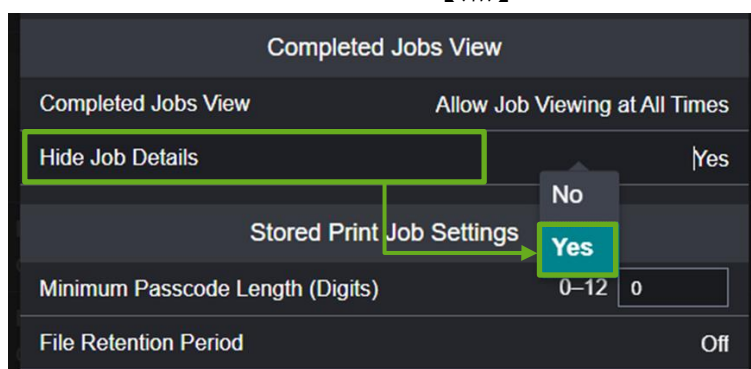 Completed Jobs View
Completed Jobs View Allow Job Viewing at All Times
Hide Job Details Yes
No
Stored Print Job Settings
Yes
Minimum Passcode Length (Digits) 0–12 0
File Retention Period Off